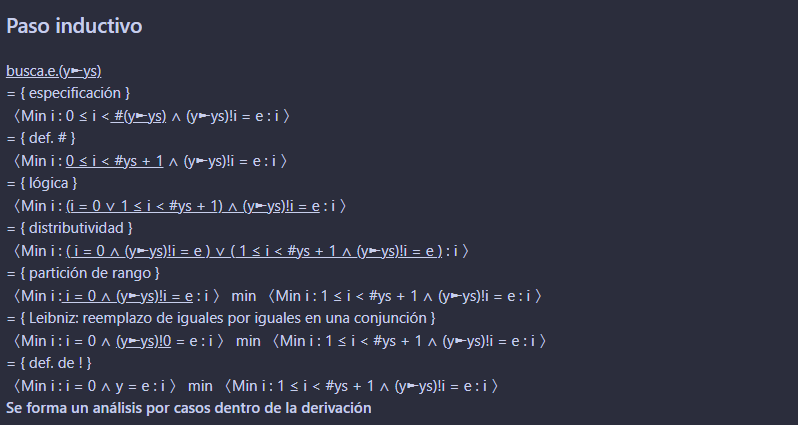 Paso inductivo
busca.e.(y►ys)
= { especificación }
⟨Min i : 0 ≤ i < #(y►ys) ∧ (y►ys)!i = e : i ⟩
= { def. # }
⟨Min i : 0 ≤ i < #ys + 1 ∧ (y►ys)!i = e : i ⟩
= { lógica }
⟨Min i : (i = 0 ∨ 1 ≤ i < #ys + 1) ∧ (y►ys)!i = e : i ⟩
= { distributividad }
⟨Min i : ( i = 0 ∧ (y►ys)!i = e ) ∨ ( 1 ≤ i < #ys + 1 ∧ (y►ys)!i = e ) : i ⟩
= { partición de rango }
⟨Min i : i = 0 ∧ (y►ys)!i = e : i ⟩ min ⟨Min i : 1 ≤ i < #ys + 1 ∧ (y►ys)!i = e : i ⟩
= { Leibniz: reemplazo de iguales por iguales en una conjunción }
⟨Min i : i = 0 ∧ (y►ys)!0 = e : i ⟩ min ⟨Min i : 1 ≤ i < #ys + 1 ∧ (y►ys)!i = e : i ⟩
= { def. de ! }
⟨Min i : i = 0 ∧ y = e : i ⟩ min ⟨Min i : 1 ≤ i < #ys + 1 ∧ (y►ys)!i = e : i ⟩
Se forma un análisis por casos dentro de la derivación